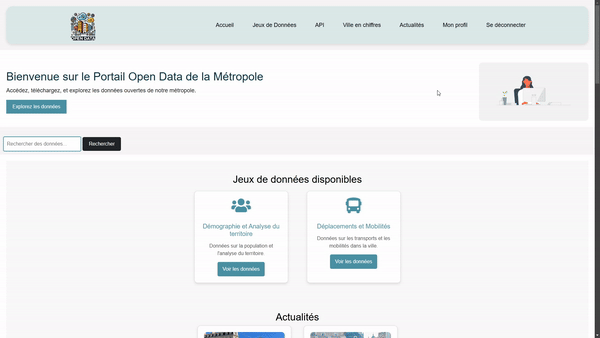 OPEN DATA
Accueil
Jeux de Données
API
Ville en chiffres
Actualités
Mon profil
Se déconnecter
Bienvenue sur le Portail Open Data de la Métropole
Accédez, téléchargez, et explorez les données ouvertes de notre métropole.
Explorez les données
Rechercher des données...
Rechercher
Jeux de données disponibles
Démographie et Analyse du
territoire
Données sur la population et
l'analyse du territoire
Voir les données
Déplacements et Mobilités
Données sur les transports et les
mobilités dans la ville.
Voir les données
Actualités